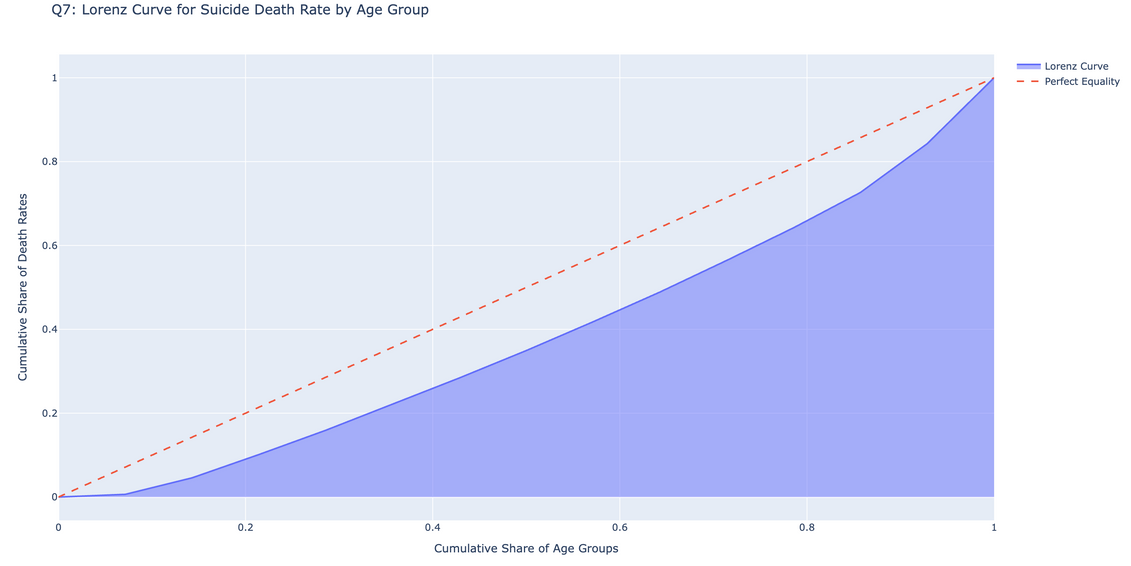 Q7: Lorenz Curve for Suicide Death Rate by Age Group
Lorenz Curve
Perfect Equality
1
0.8
0.6
0.4
0.2
0
Cumulative Share of Death Rates
0
0.2
0.4
0.6
0.8
1
Cumulative Share of Age Groups